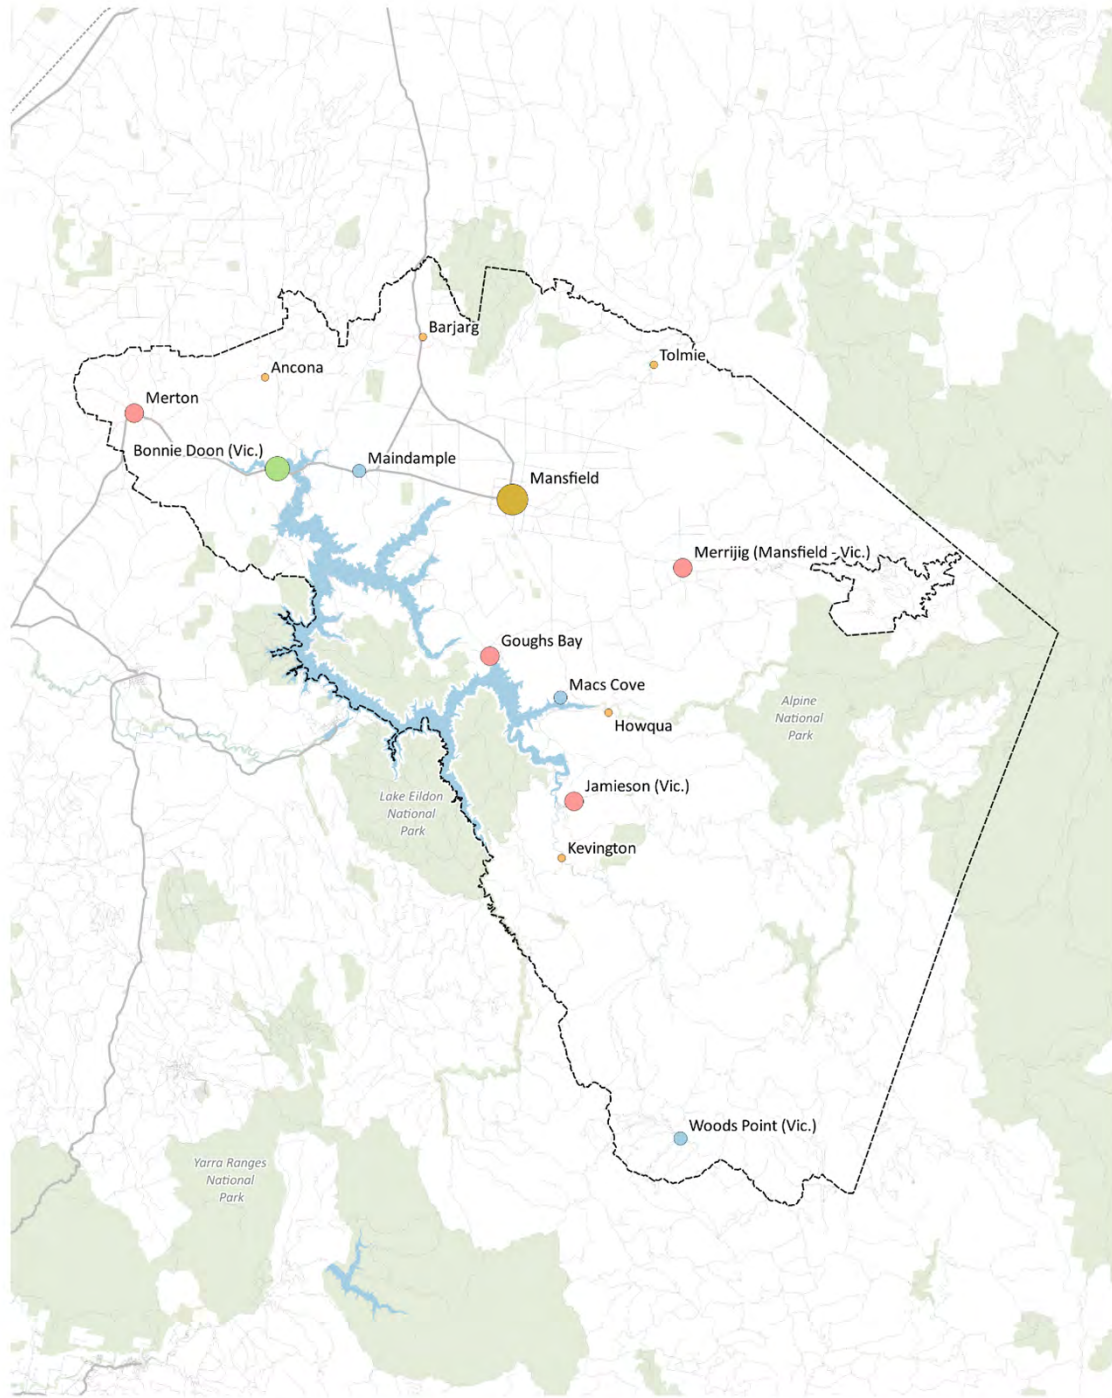 Barjarg
Tolmie
Ancona
Merton
Bonnie Doon (Vic.)
Maindample
Mansfield
Merrijig (Mansfield - Vic.)
Goughs Bay
Macs Cove
Howqua
Alpine
National
Park
Jamieson (Vic.)
Lake Eildon
National
Park
Kevington
Woods Point (Vic.)
Yarra Ranges
National
Park